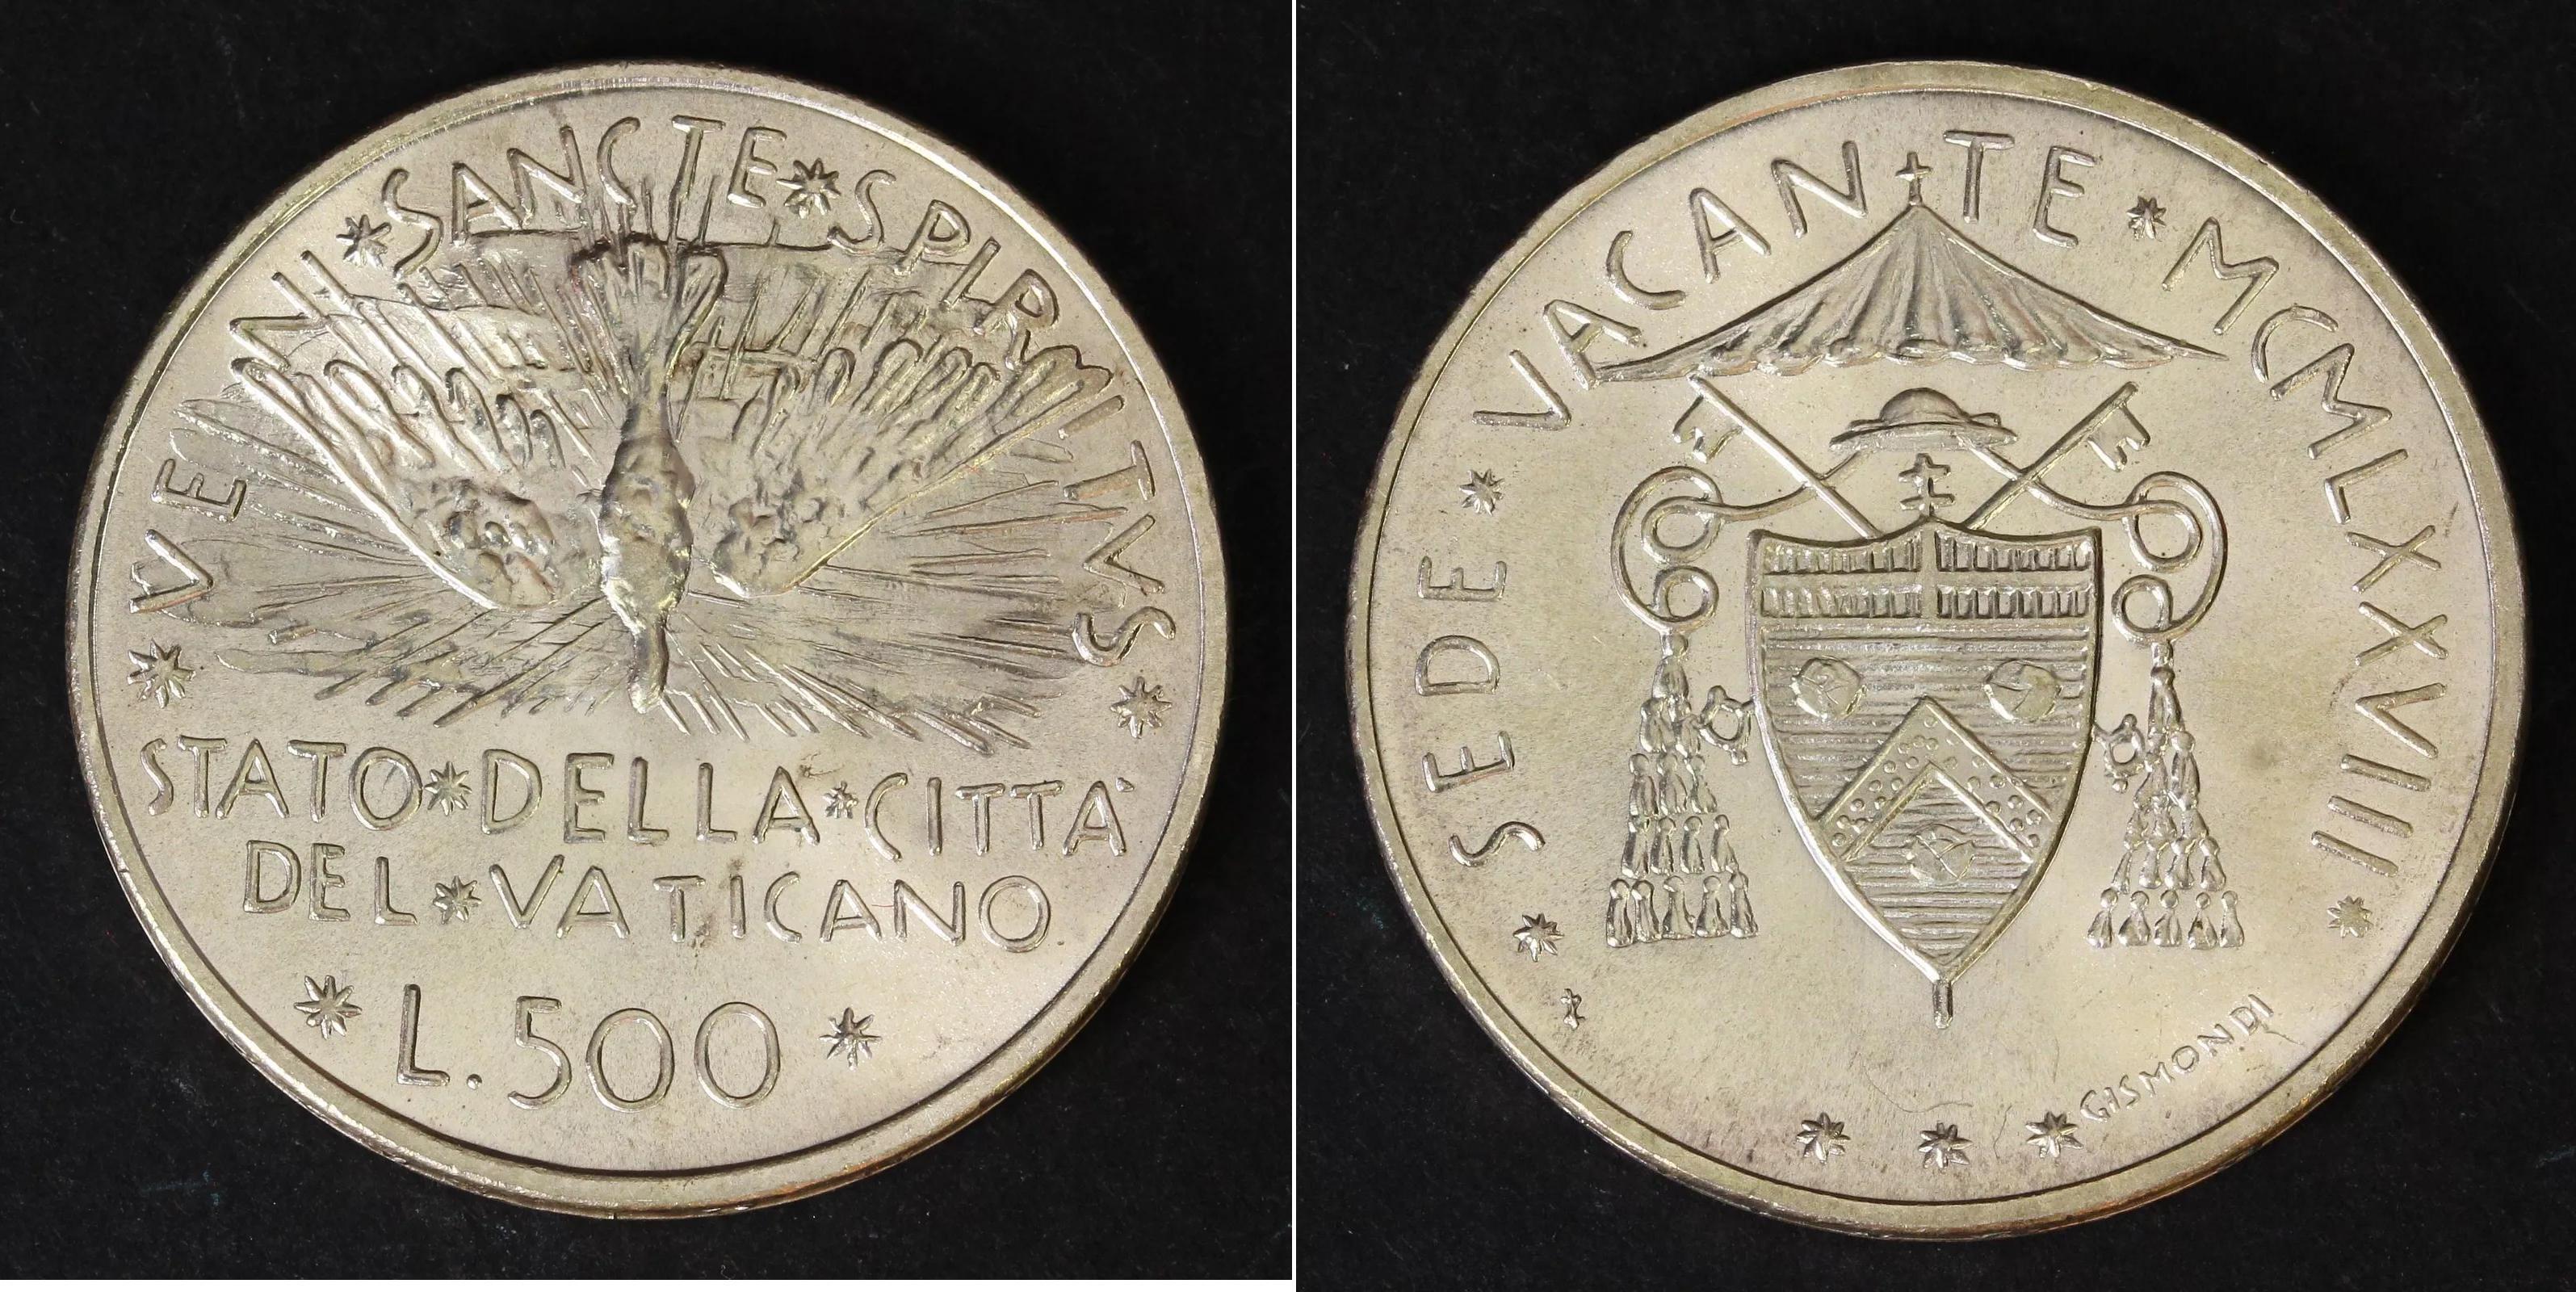 VENI SANCTE SPIRITVS
STATO DELLA CITTA'
DEL VATICANO
L. 500
SEDE VACANTE MCMLXXVIII
GISMONDI